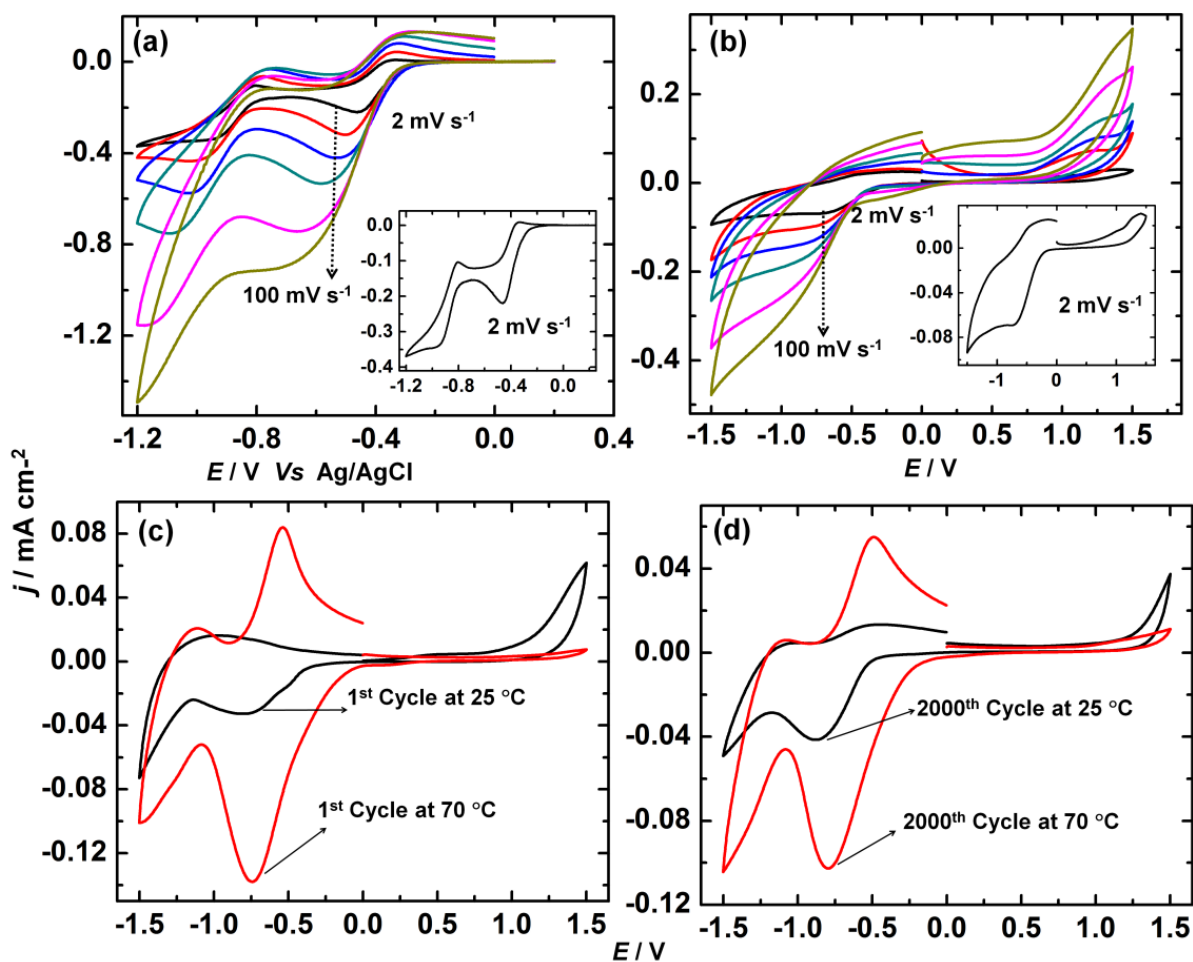 (a)
0.0
-0.4
-0.8
-1.2
2 mV s-1
100 mV s-1
0.0
-0.1
-0.2
-0.3
-0.4
2 mV s-1
-1.2 -0.8 -0.4 0.0
-1.2 -0.8 -0.4 0.0 0.4
E / V Vs Ag/AgCl
(b)
0.2
0.0
-0.2
-0.4
2 mV s-1
100 mV s-1
0.00
-0.04
-0.08
2 mV s-1
-1 0 1
-1.5 -1.0 -0.5 0.0 0.5 1.0 1.5
E / V
j / mA cm-2
(c)
0.08
0.04
0.00
-0.04
-0.08
-0.12
1st Cycle at 25 °C
1st Cycle at 70 °C
-1.5 -1.0 -0.5 0.0 0.5 1.0 1.5
(d)
0.04
0.00
-0.04
-0.08
-0.12
2000th Cycle at 25 °C
2000th Cycle at 70 °C
-1.5 -1.0 -0.5 0.0 0.5 1.0 1.5
E / V